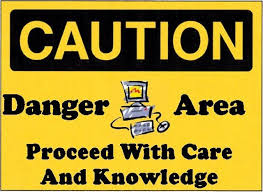 CAUTION
Danger Area
Proceed With Care
And Knowledge